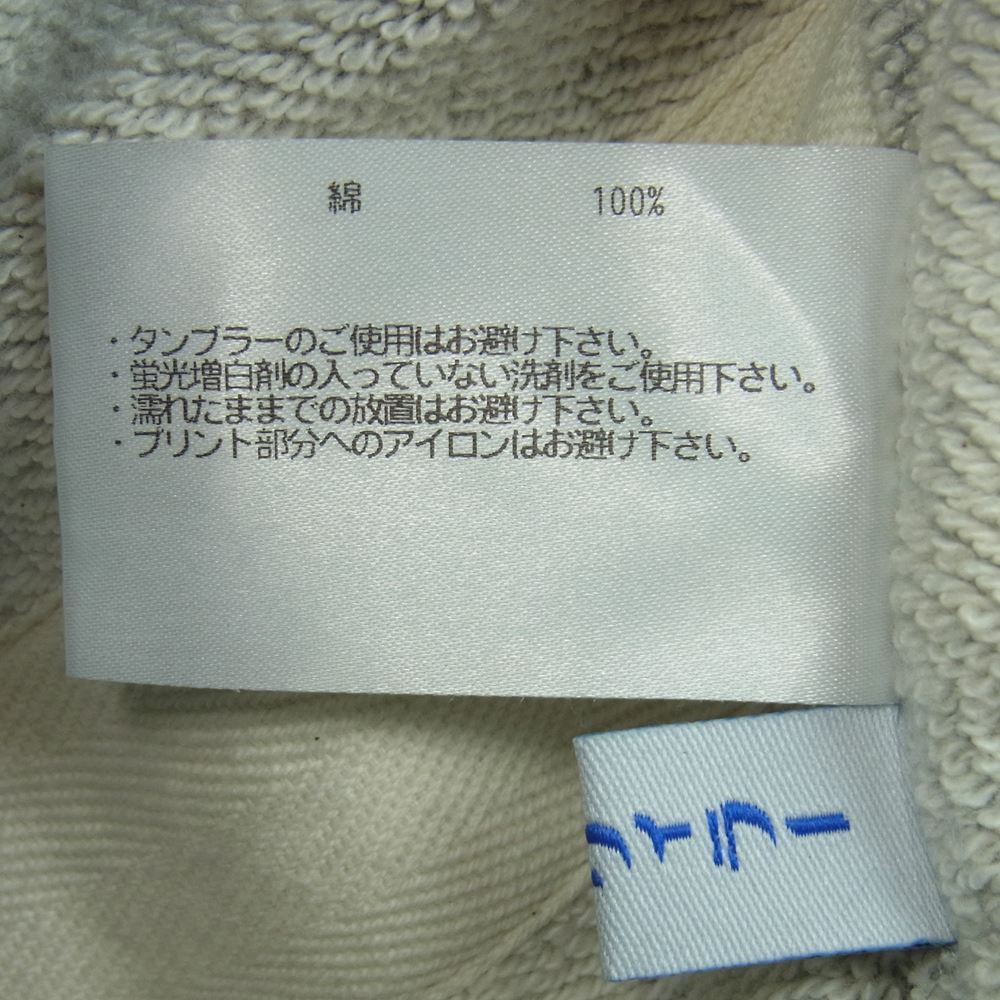 綿 100%
・タンブラーのご使用はお避け下さい。
・蛍光増白剤の入っていない洗剤をご使用下さい。
・濡れたままでの放置はお避け下さい。
・プリント部分へのアイロンはお避け下さい。